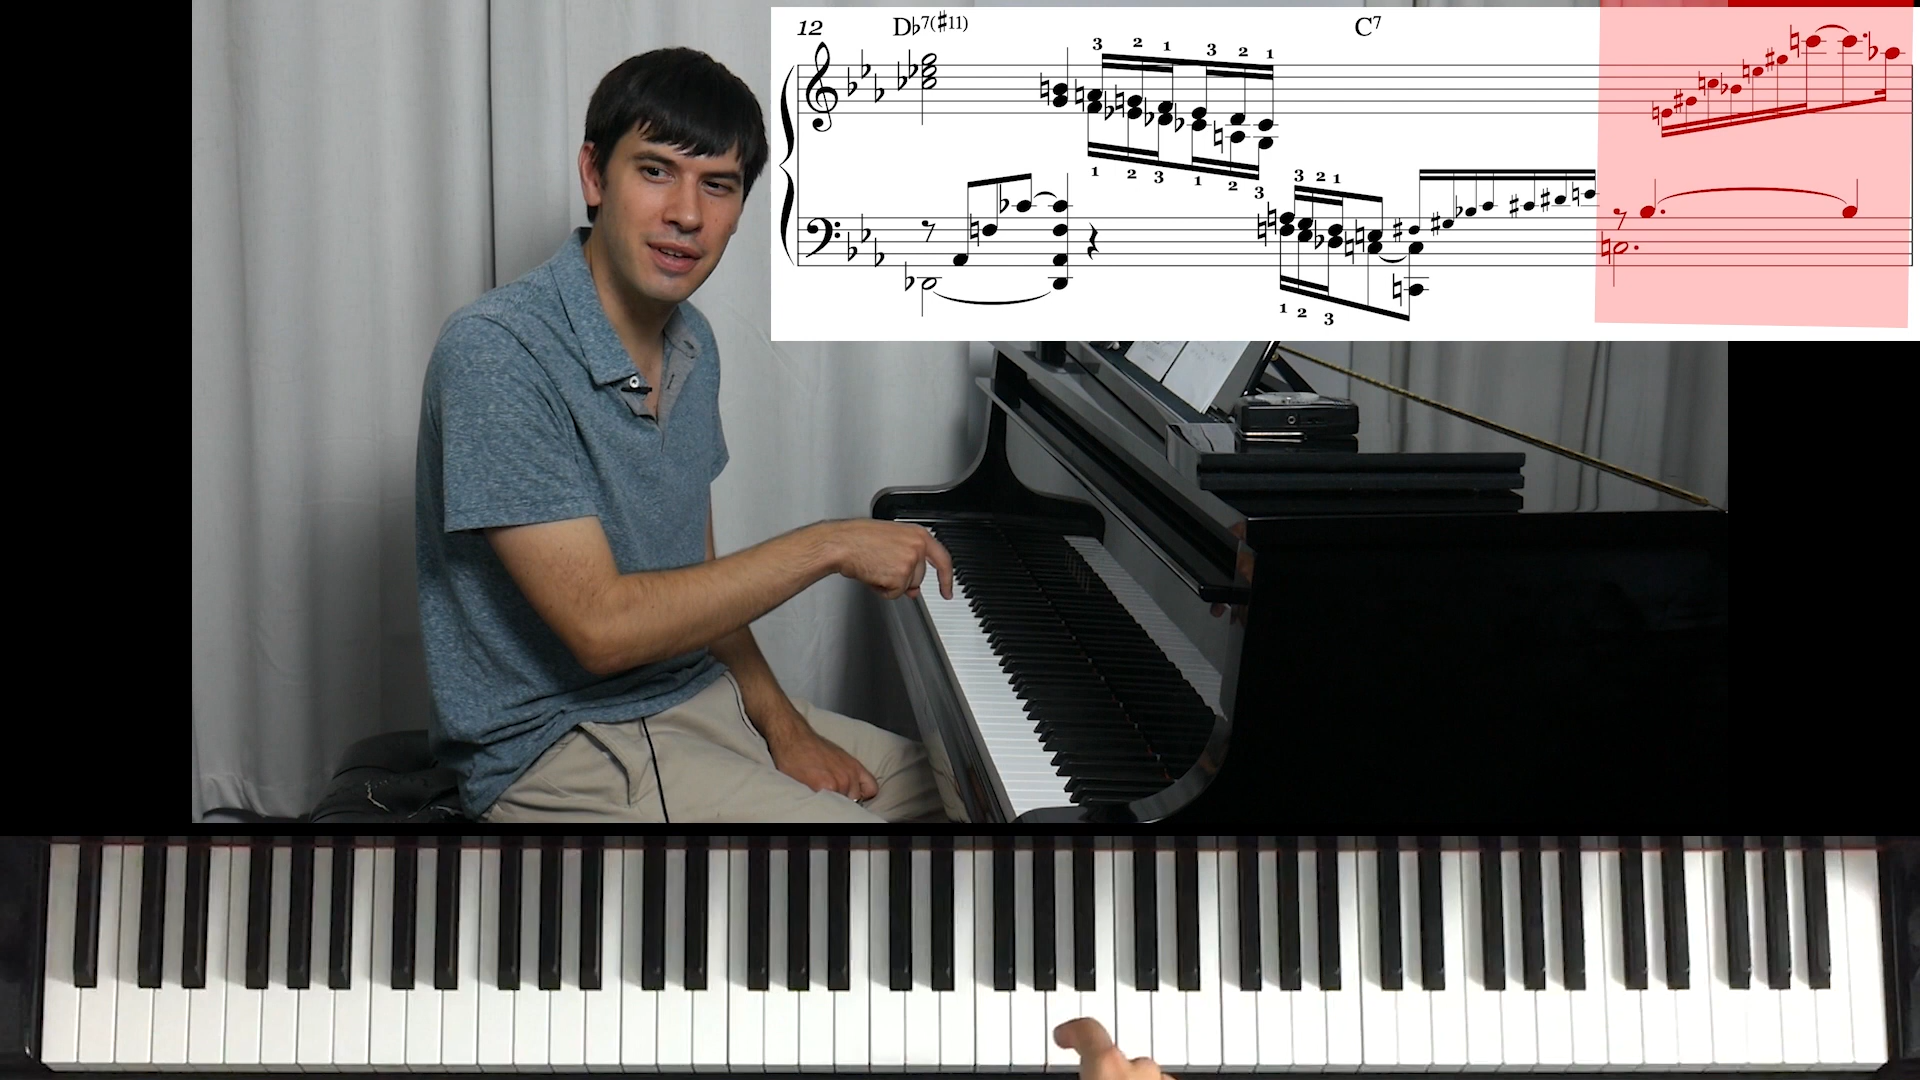 12 D♭7(♯11) C7
3 2 1 3 2 1
1 2 3 1 2 3
3 2 1
1 2 3